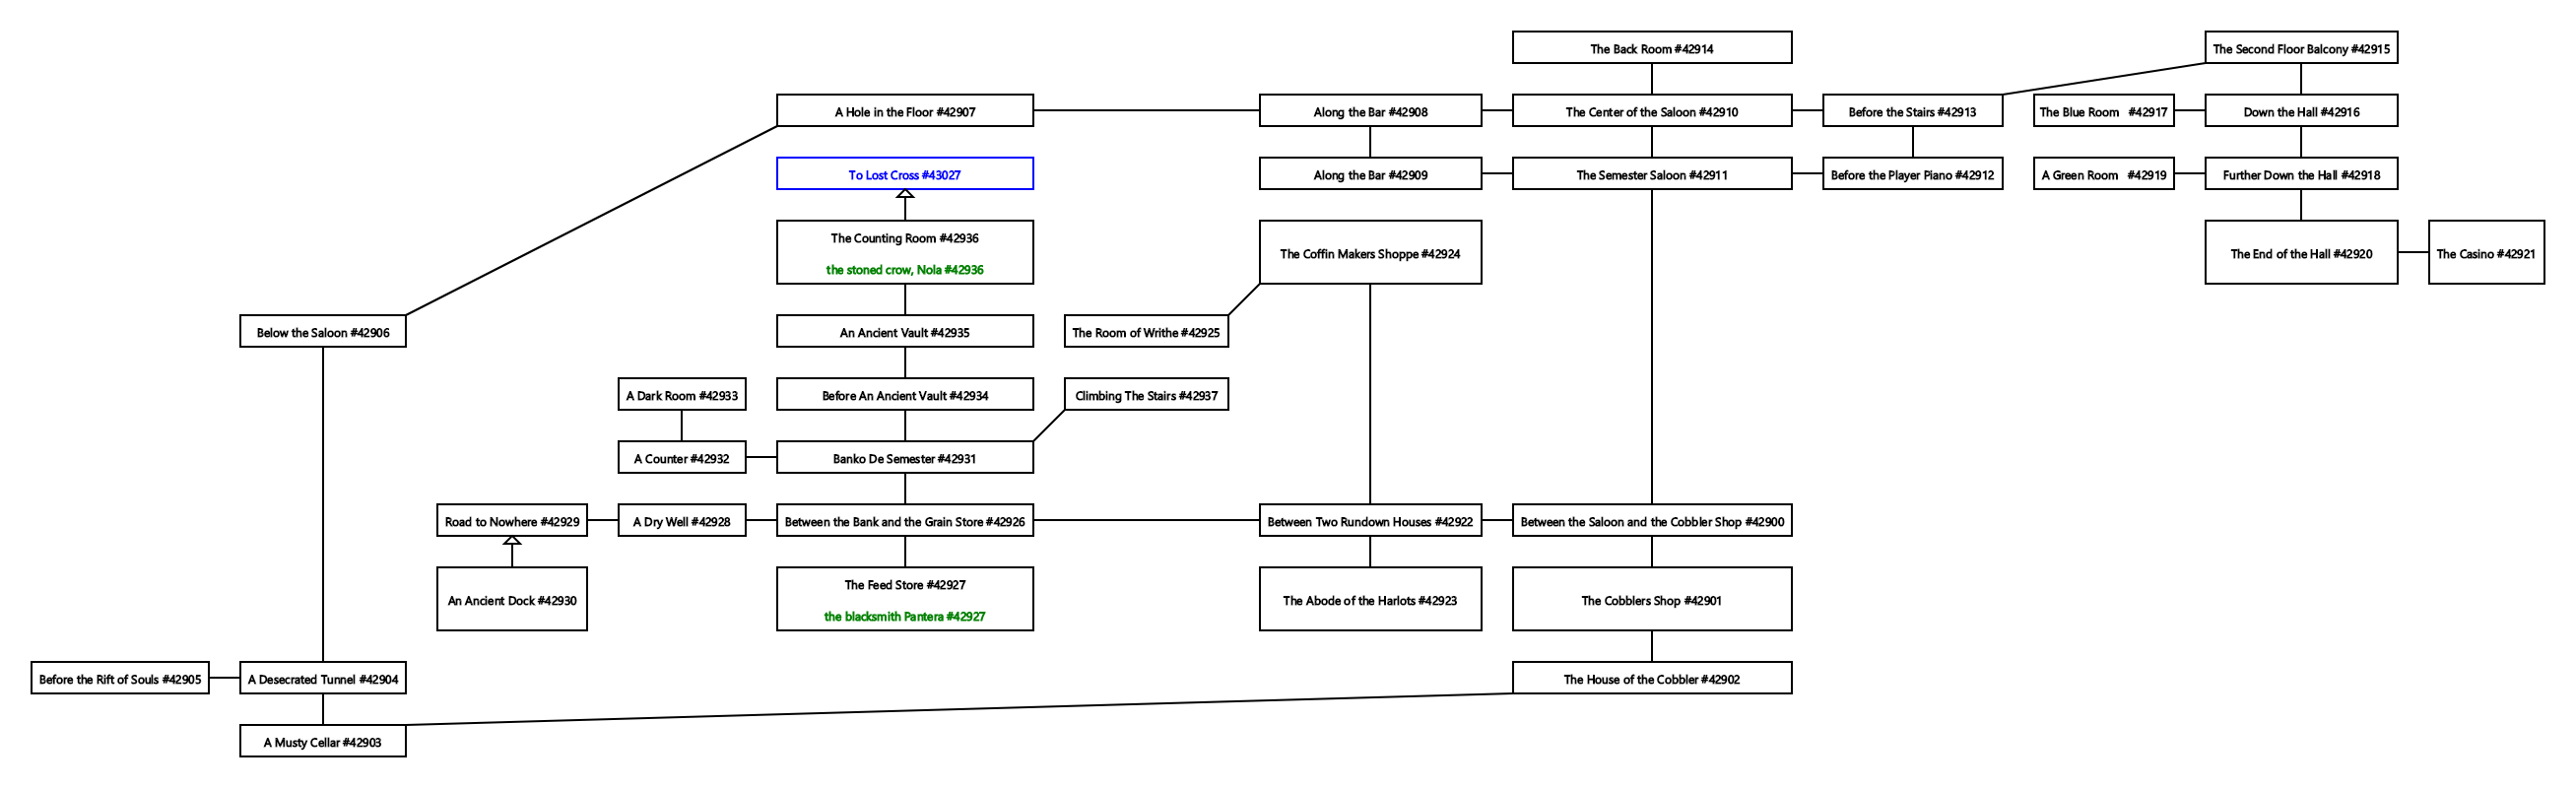 The Back Room #42914
The Second Floor Balcony #42915
A Hole in the Floor #42907
Along the Bar #42908
The Center of the Saloon #42910
Before the Stairs #42913
The Blue Room #42917
Down the Hall #42916
To Lost Cross #43027
Along the Bar #42909
The Semester Saloon #42911
Before the Player Piano #42912
A Green Room #42919
Further Down the Hall #42918
The Counting Room #42936
the stoned crow, Nola #42936
The Coffin Makers Shoppe #42924
The End of the Hall #42920
The Casino #42921
Below the Saloon #42906
An Ancient Vault #42935
The Room of Writhe #42925
A Dark Room #42933
Before An Ancient Vault #42934
Climbing The Stairs #42937
A Counter #42932
Banko De Semester #42931
Road to Nowhere #42929
A Dry Well #42928
Between the Bank and the Grain Store #42926
Between Two Rundown Houses #42922
Between the Saloon and the Cobbler Shop #42900
An Ancient Dock #42930
The Feed Store #42927
the blacksmith Pantera #42927
The Abode of the Harlots #42923
The Cobblers Shop #42901
Before the Rift of Souls #42905
A Desecrated Tunnel #42904
The House of the Cobbler #42902
A Musty Cellar #42903